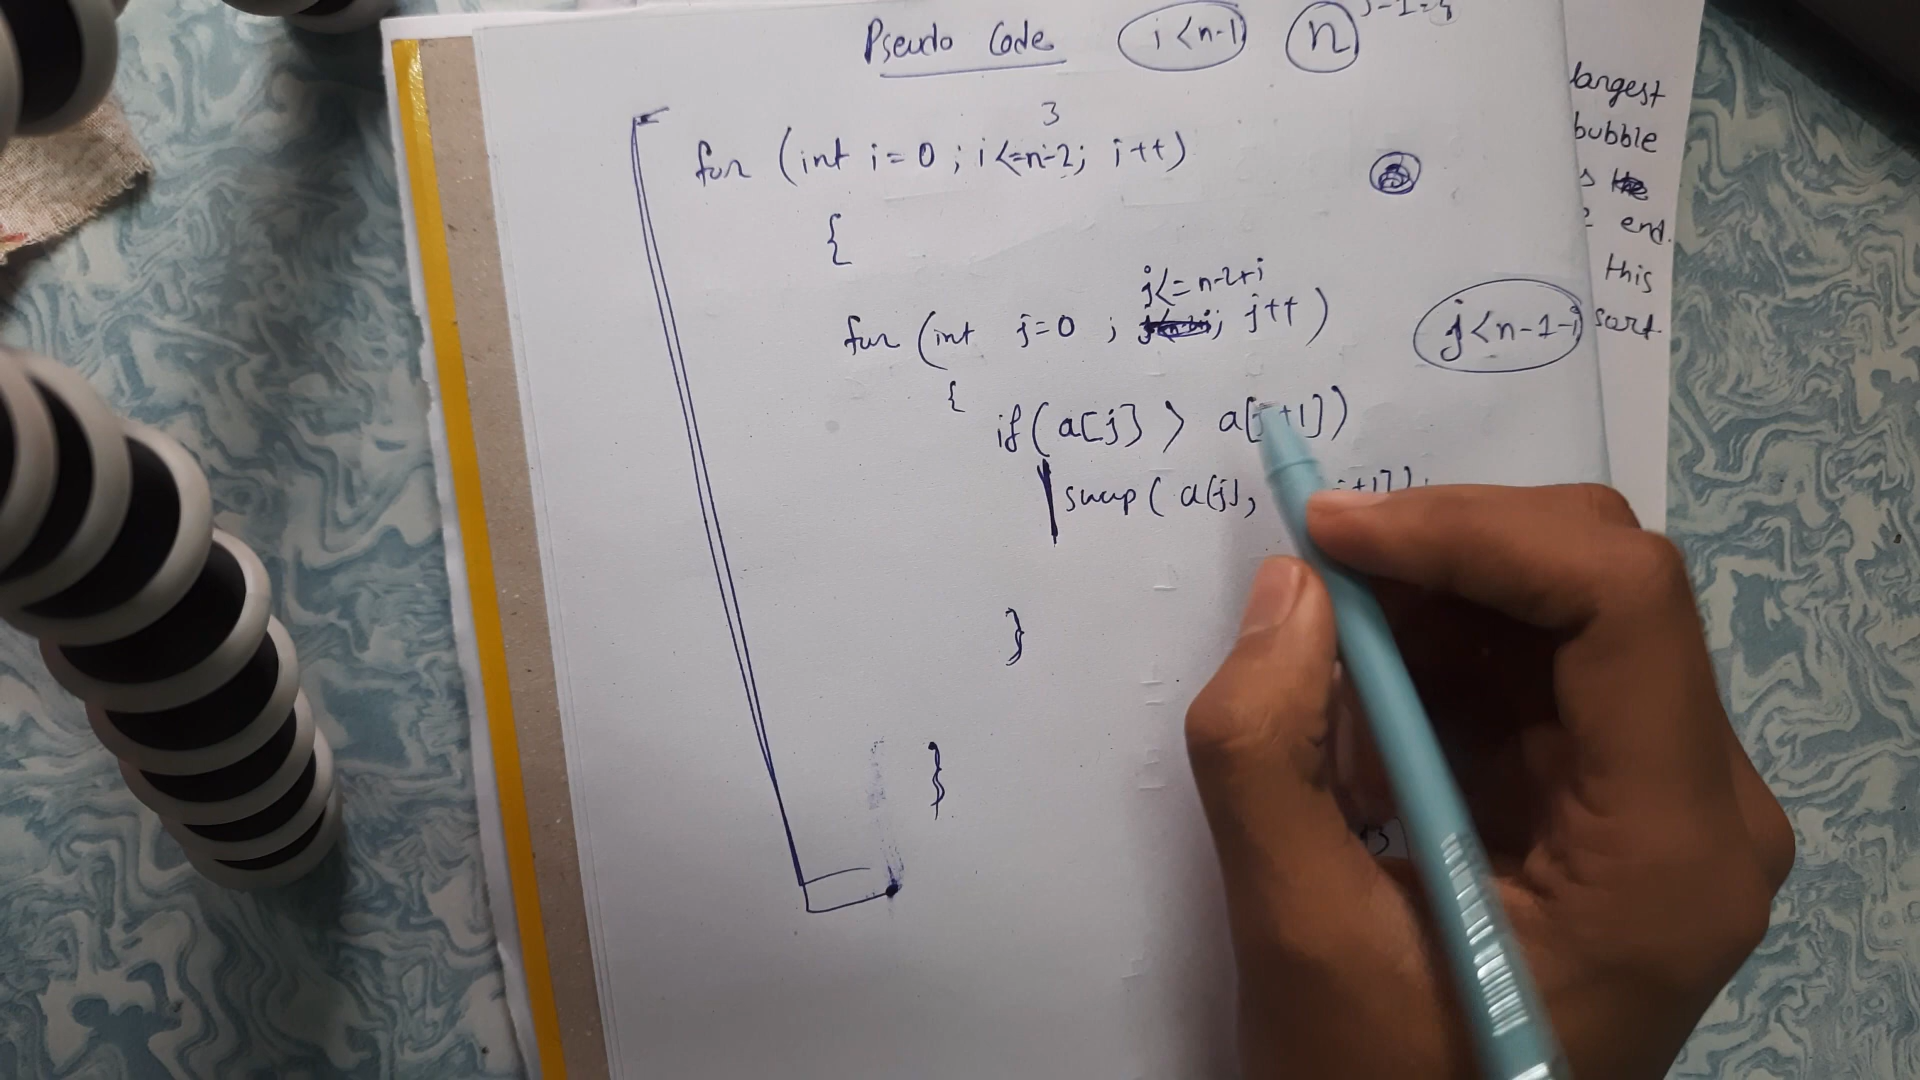 Pseudo Code i<n-1 n
3
for (int i=0 ; i<=n-2; i++)
{
j<=n-2+i
for (int j=0 ; ; j++) j<n-1-i
{
if (a[j] > a[j+1])
swap ( a[j],
}
}
largest
bubble
end.
this
sort.